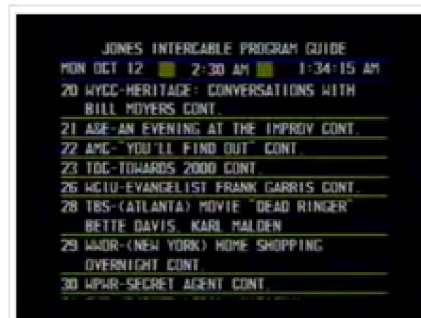 JONES INTERCABLE PROGRAM GUIDE
MON OCT 12 2:30 AM 1:34:15 AM
20 WYCC-HERITAGE: CONVERSATIONS WITH
BILL MOYERS CONT.
21 A&E-AN EVENING AT THE IMPROV CONT.
22 AMC-"YOU'LL FIND OUT" CONT.
23 TDC-TOWARDS 2000 CONT.
26 WCIU-EVANGELIST FRANK GARRIS CONT.
28 TBS-(ATLANTA) MOVIE "DEAD RINGER"
BETTE DAVIS, KARL MALDEN
29 WWOR-(NEW YORK) HOME SHOPPING
OVERNIGHT CONT.
30 WPWR-SECRET AGENT CONT.